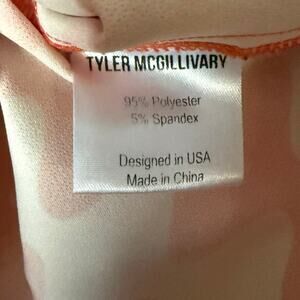 TYLER MCGILLIVARY
95% Polyester
5% Spandex
Designed in USA
Made in China